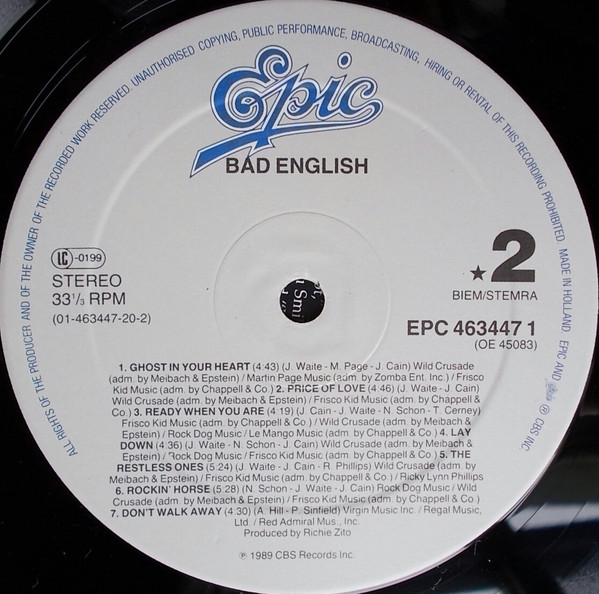 ALL RIGHTS OF THE PRODUCER AND OF THE OWNER OF THE RECORDED WORK RESERVED. UNAUTHORISED COPYING, PUBLIC PERFORMANCE, BROADCASTING, HIRING OR RENTAL OF THIS RECORDING PROHIBITED. MADE IN HOLLAND. EPIC AND
℗ CBS INC
Epic
BAD ENGLISH
LC-0199
STEREO
33 1/3 RPM
(01-463447-20-2)
★2
BIEM/STEMRA
EPC 463447 1
(OE 45083)
1. GHOST IN YOUR HEART (4:43) (J. Waite - M. Page - J. Cain) Wild Crusade
(adm. by Meibach & Epstein) / Martin Page Music (adm. by Zomba Ent. Inc.) / Frisco
Kid Music (adm. by Chappell & Co.) 2. PRICE OF LOVE (4:46) (J. Waite - J. Cain)
Wild Crusade (adm. by Meibach & Epstein) / Frisco Kid Music (adm. by Chappell &
Co.) 3. READY WHEN YOU ARE (4:19) (J. Cain - J. Waite - N. Schon - T. Cerney)
Frisco Kid Music (adm. by Chappell & Co.) / Wild Crusade (adm. by Meibach &
Epstein) / Rock Dog Music / Le Mango Music (adm. by Chappell & Co.) 4. LAY
DOWN (4:36) (J. Waite - N. Schon - J. Cain) Wild Crusade (adm. by Meibach &
Epstein) / Rock Dog Music / Frisco Kid Music (adm. by Chappell & Co.) 5. THE
RESTLESS ONES (5:24) (J. Waite - J. Cain - R. Phillips) Wild Crusade (adm. by
Meibach & Epstein) / Frisco Kid Music (adm. by Chappell & Co.) / Ricky Lynn Phillips
6. ROCKIN' HORSE (5:28) (N. Schon - J. Waite - J. Cain) Rock Dog Music / Wild
Crusade (adm. by Meibach & Epstein) / Frisco Kid Music (adm. by Chappell & Co.)
7. DON'T WALK AWAY (4:30) (A. Hill - P. Sinfield) Virgin Music Inc. / Regal Music,
Ltd. / Red Admiral Mus., Inc.
Produced by Richie Zito
℗ 1989 CBS Records Inc.